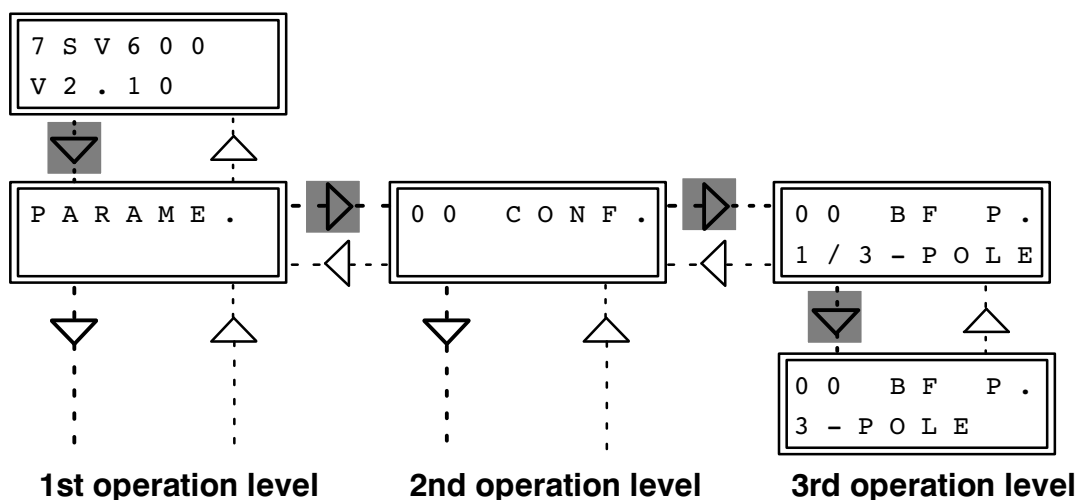 7SV600
V2.10
PARAME.
00 CONF.
00 BF P.
1/3-POLE
00 BF P.
3-POLE
1st operation level
2nd operation level
3rd operation level